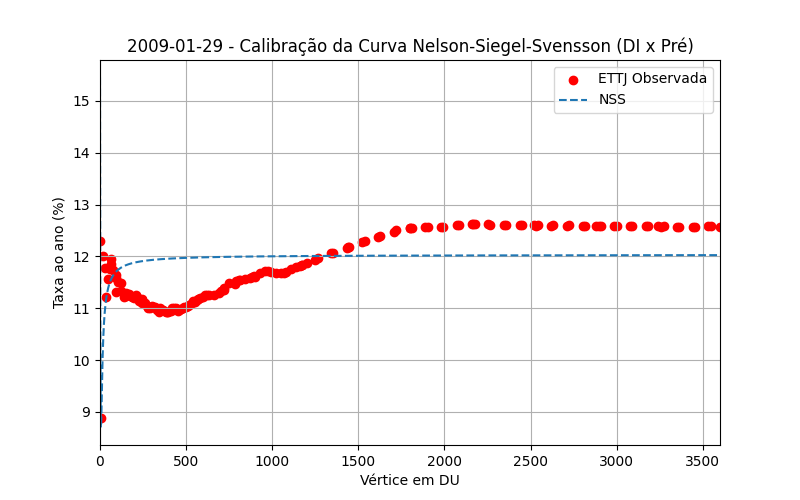 2009-01-29 - Calibração da Curva Nelson-Siegel-Svensson (DI x Pré)
ETTJ Observada
NSS
Taxa ao ano (%)
15
14
13
12
11
10
9
0 500 1000 1500 2000 2500 3000 3500
Vértice em DU